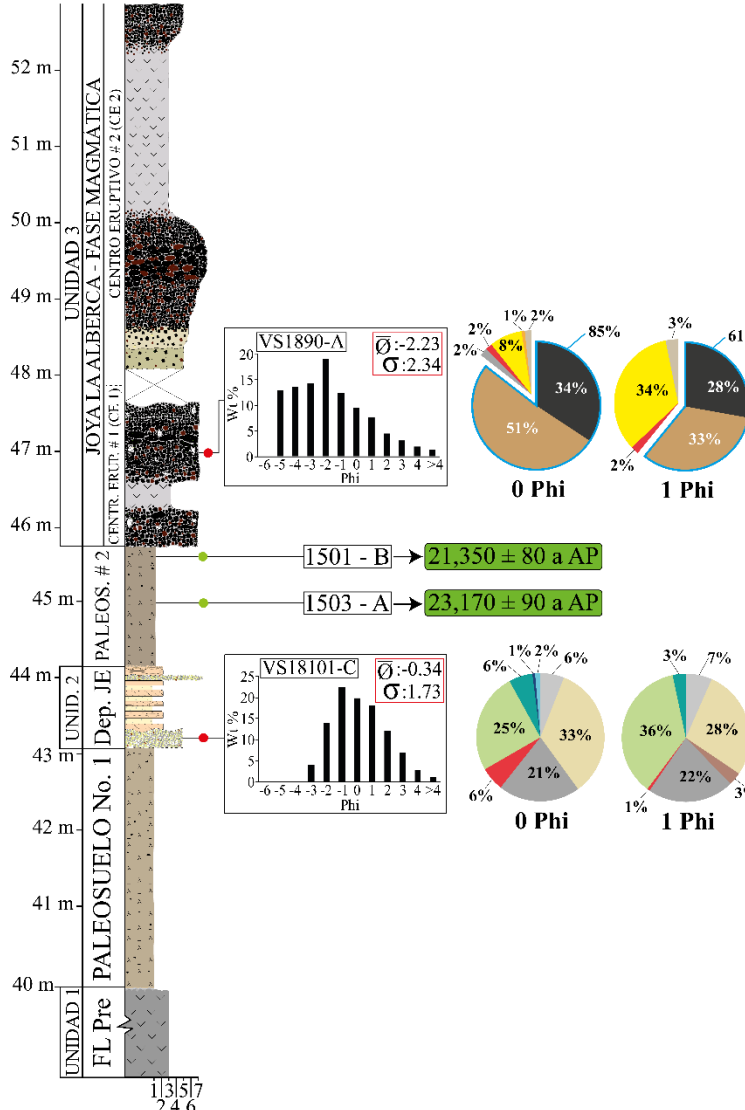 52 m
51 m
50 m
49 m
48 m
47 m
46 m
45 m
44 m
43 m
42 m
41 m
40 m
UNIDAD 3
JOYA LA ALBERCA - FASE MAGMATICA
CENTRO ERUPTIVO # 2 (CE 2)
CENTR. ERUP. # 1 (CE 1);
PALEOS. # 2
UNID. 2
Dep. JE
PALEOSUELO No. 1
UNIDAD 1
FL Pre
1 3 5 7
2 4 6
VS1890-A
Ø:-2.23
σ:2.34
Wt %
20
15
10
5
0
-6 -5 -4 -3 -2 -1 0 1 2 3 4 >4
Phi
2%
2%
8%
1%
2%
85%
34%
51%
0 Phi
3%
61
34%
28%
33%
2%
1 Phi
1501 - B
21,350 ± 80 a AP
1503 - A
23,170 ± 90 a AP
VS18101-C
Ø:-0.34
σ:1.73
Wt %
25
20
15
10
5
0
-6 -5 -4 -3 -2 -1 0 1 2 3 4 >4
Phi
6%
1%
2%
6%
25%
33%
21%
6%
0 Phi
3%
7%
36%
28%
22%
3%
1%
1 Phi